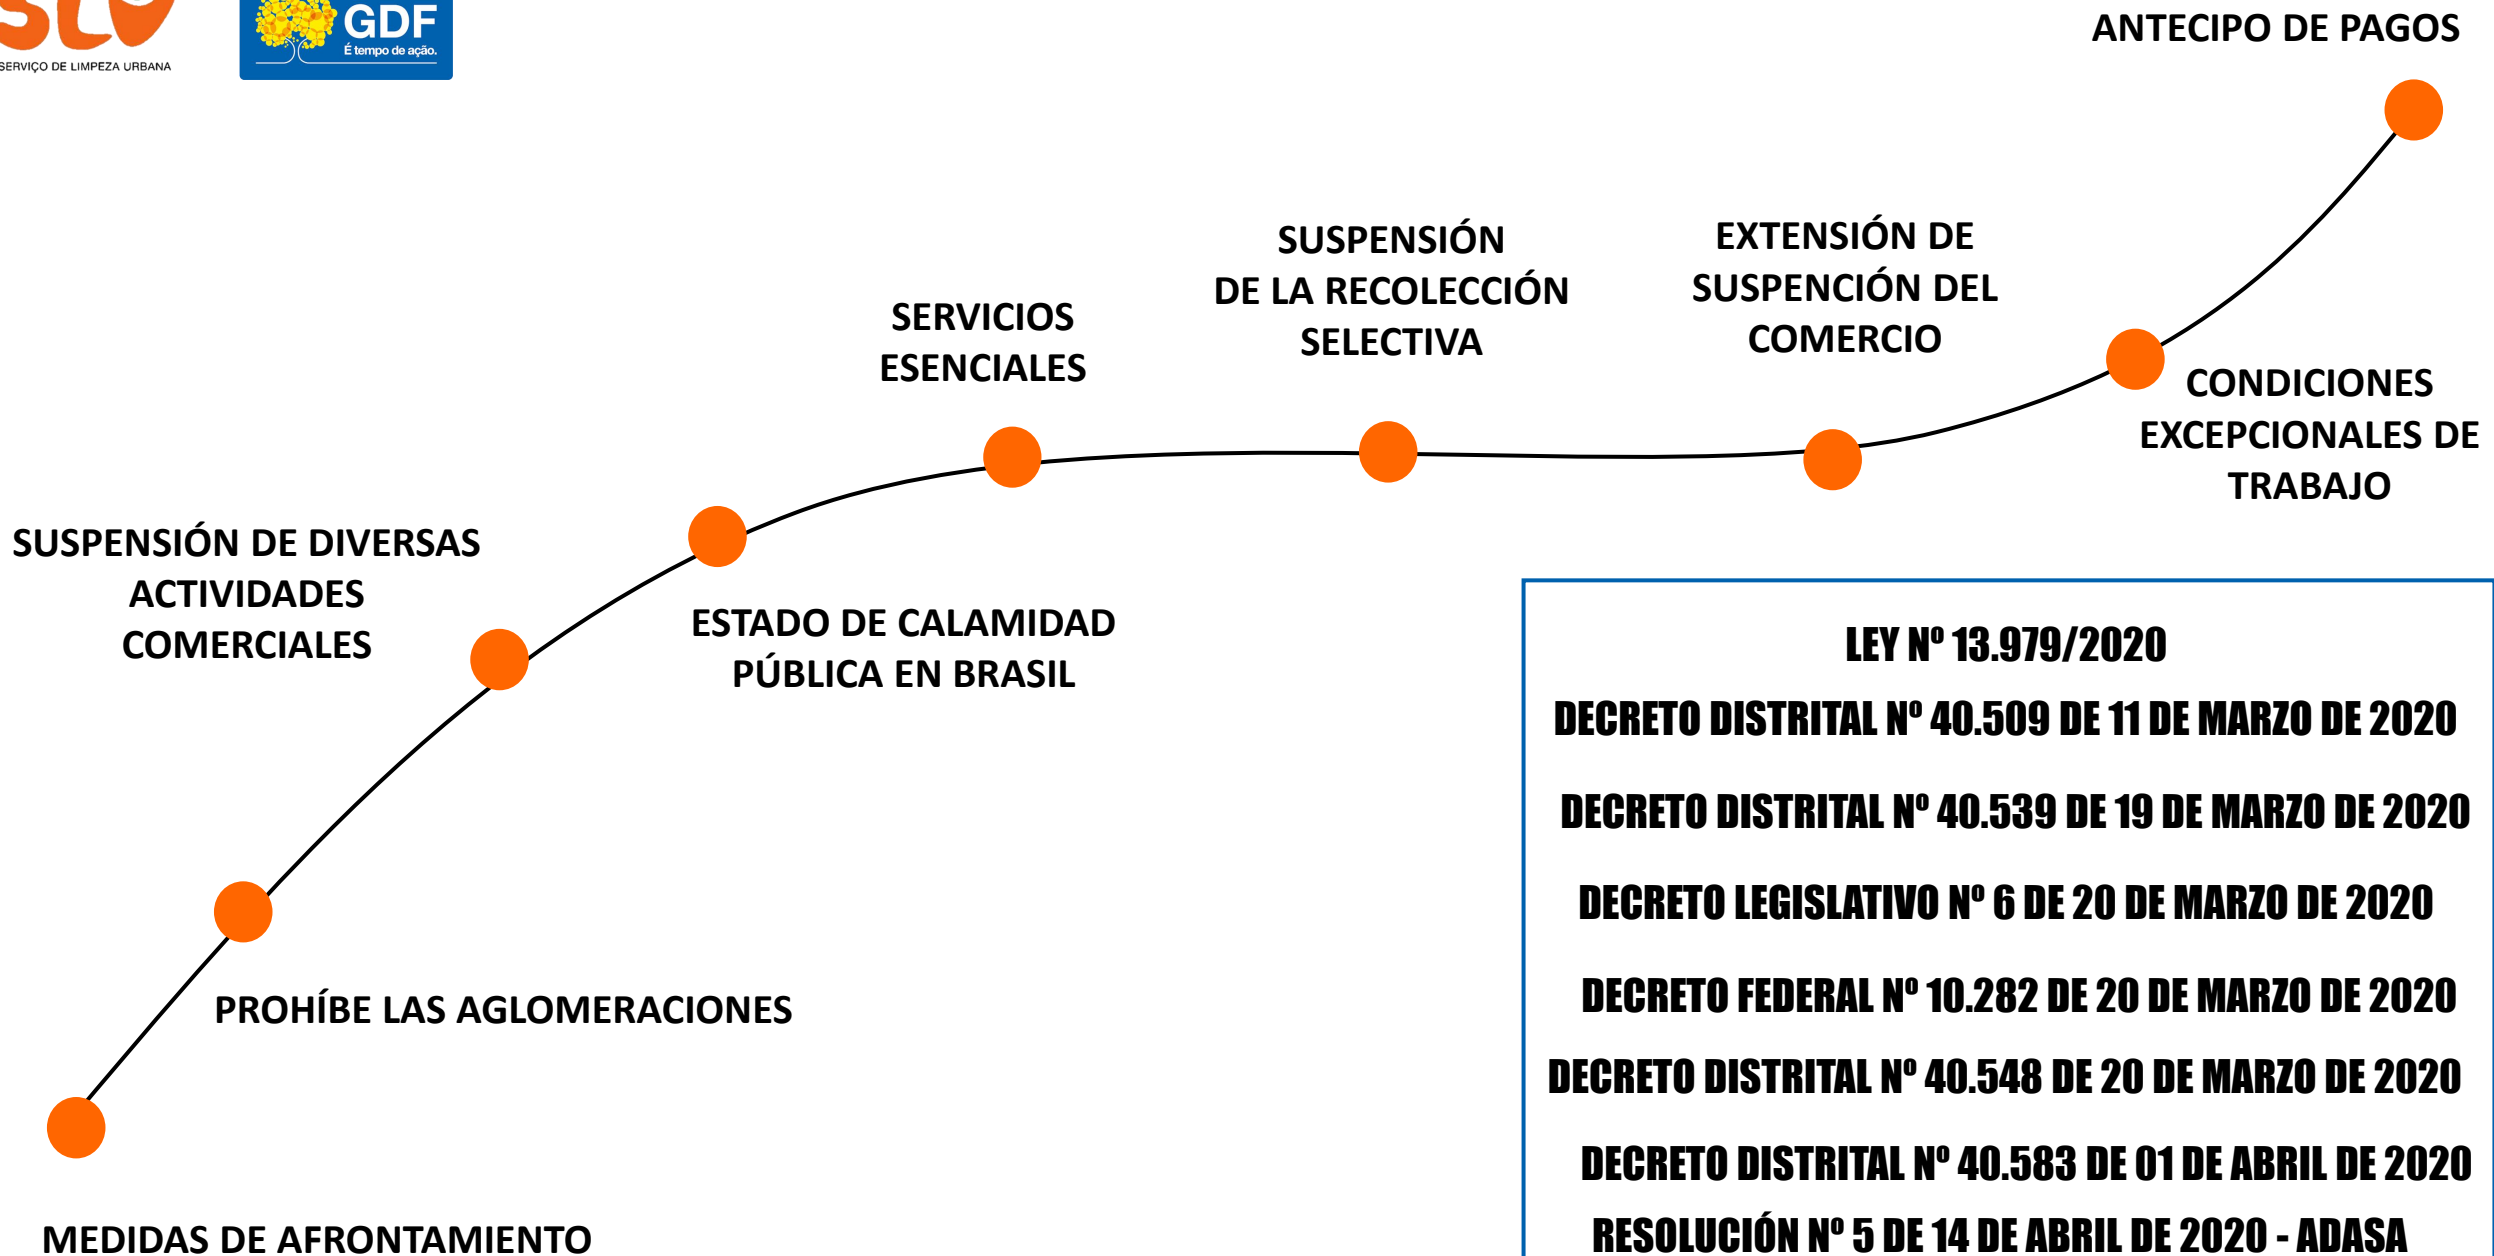 SERVIÇO DE LIMPEZA URBANA
GDF
É tempo de ação.
ANTECIPO DE PAGOS
SUSPENSIÓN
DE LA RECOLECCIÓN
SELECTIVA
EXTENSIÓN DE
SUSPENCIÓN DEL
COMERCIO
SERVICIOS
ESENCIALES
CONDICIONES
EXCEPCIONALES DE
TRABAJO
SUSPENSIÓN DE DIVERSAS
ACTIVIDADES
COMERCIALES
ESTADO DE CALAMIDAD
PÚBLICA EN BRASIL
PROHÍBE LAS AGLOMERACIONES
MEDIDAS DE AFRONTAMIENTO
LEY Nº 13.979/2020
DECRETO DISTRITAL Nº 40.509 DE 11 DE MARZO DE 2020
DECRETO DISTRITAL Nº 40.539 DE 19 DE MARZO DE 2020
DECRETO LEGISLATIVO Nº 6 DE 20 DE MARZO DE 2020
DECRETO FEDERAL Nº 10.282 DE 20 DE MARZO DE 2020
DECRETO DISTRITAL Nº 40.548 DE 20 DE MARZO DE 2020
DECRETO DISTRITAL Nº 40.583 DE 01 DE ABRIL DE 2020
RESOLUCIÓN Nº 5 DE 14 DE ABRIL DE 2020 - ADASA